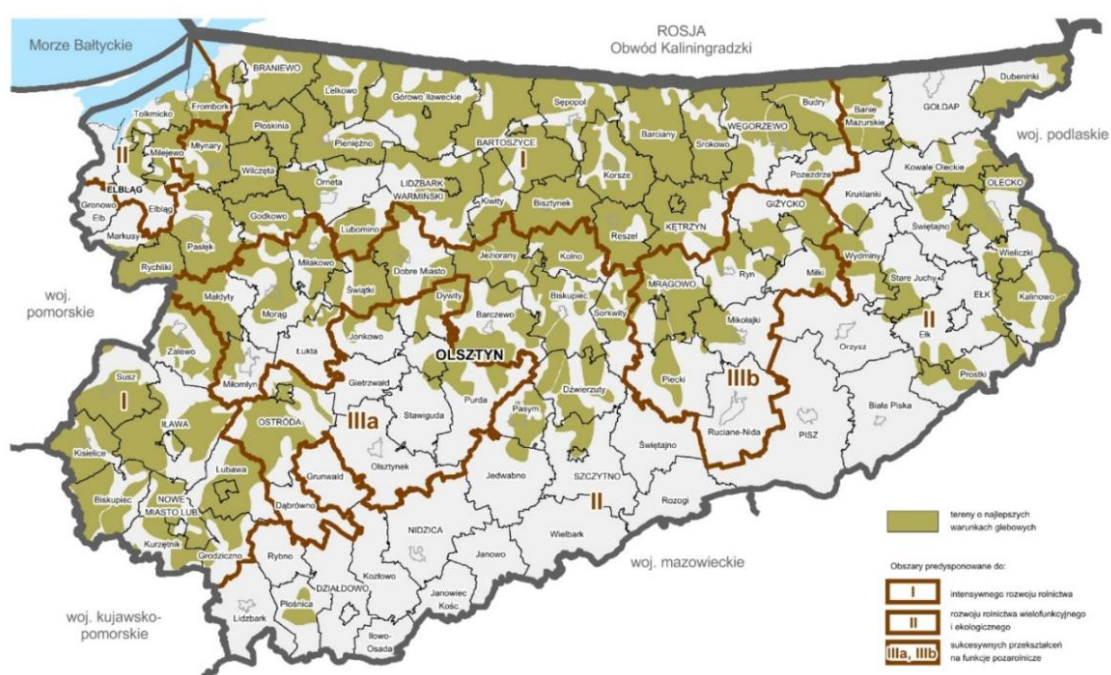 ROSJA
Obwód Kaliningradzki
Morze Bałtyckie
BRANIEWO
Lelkowo
Górowo Iławeckie
Sępopol
Dubeninki
GOŁDAP
Tolkmicko
Frombork
Budry
Banie
Mazurskie
Płoskinia
BARTOSZYCE
Barciany
WĘGORZEWO
woj. podlaskie
Młynary
Pieniężno
I
Srokowo
II
Milejewo
Wilczęta
Korsze
Pozezdrze
Kowale Oleckie
Orneta
LIDZBARK
WARMIŃSKI
Kruklanki
OLECKO
ELBLĄG
Kiwity
Bisztynek
GIŻYCKO
Gronowo
Elb.
Elbląg
Godkowo
Lubomino
Reszel
KĘTRZYN
Świętajno
Markusy
Pasłęk
Wieliczki
Rychliki
Miłakowo
Dobre Miasto
Jeziorany
Kolno
Wydminy
Świątki
Ryn
Miłki
Stare Juchy
woj.
pomorskie
Małdyty
Dywity
Biskupiec
MRĄGOWO
EŁK
Kalinowo
Morąg
Barczewo
Sorkwity
Mikołajki
II
Jonkowo
Ełk
Zalewo
Łukta
OLSZTYN
Orzysz
Susz
Miłomłyn
Gietrzwałd
Dźwierzuty
Piecki
IIIb
Prostki
I
Purda
IIIa
Stawiguda
Pasym
Biała Piska
IŁAWA
OSTRÓDA
Ruciane-Nida
PISZ
Kisielice
Świętajno
Lubawa
Olsztynek
Jedwabno
SZCZYTNO
Biskupiec
NOWE
MIASTO LUB.
Grunwald
Rozogi
Dąbrówno
II
Kurzętnik
NIDZICA
Wielbark
Grodziczno
Rybno
Janowo
woj. mazowieckie
Kozłowo
DZIAŁDOWO
Janowiec
Kośc.
Płośnica
Lidzbark
woj. kujawsko-
pomorskie
Iłowo-
Osada
tereny o najlepszych
warunkach glebowych
Obszary predysponowane do:
I
intensywnego rozwoju rolnictwa
II
rozwoju rolnictwa wielofunkcyjnego
i ekologicznego
IIIa, IIIb
sukcesywnych przekształceń
na funkcje pozarolnicze